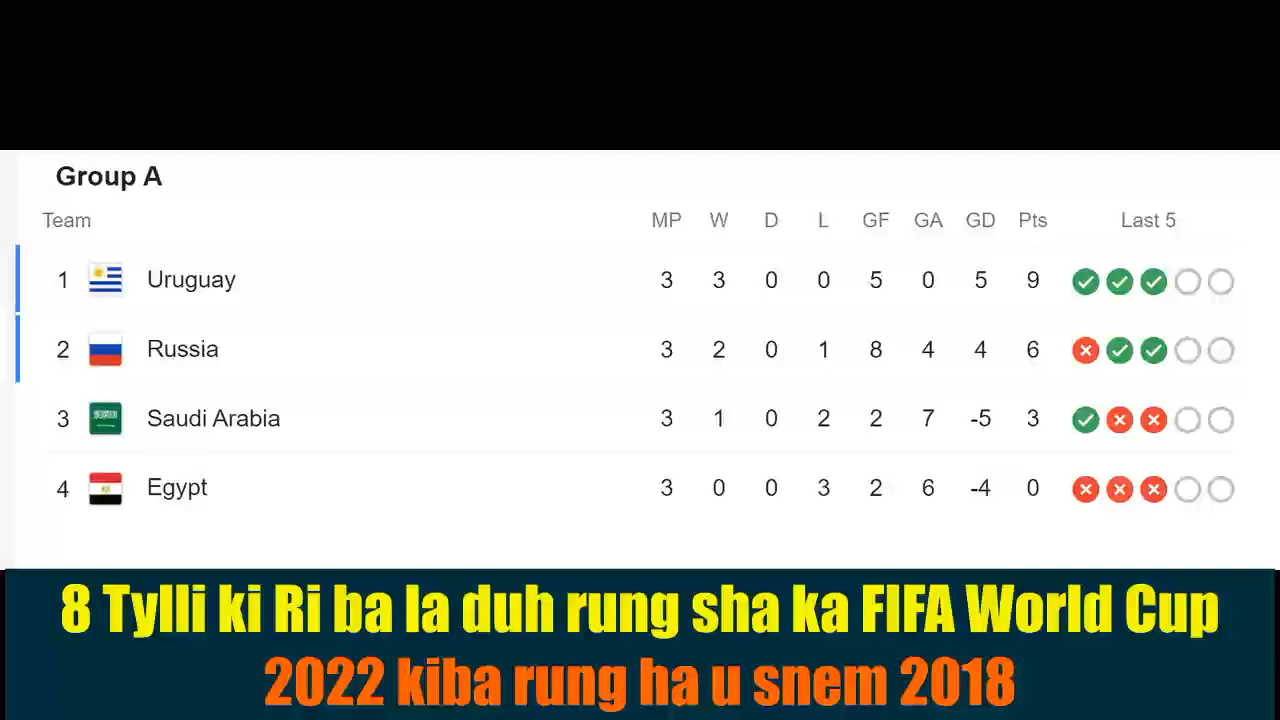 Group A
Team MP W D L GF GA GD Pts Last 5
1 Uruguay 3 3 0 0 5 0 5 9
2 Russia 3 2 0 1 8 4 4 6
3 Saudi Arabia 3 1 0 2 2 7 -5 3
4 Egypt 3 0 0 3 2 6 -4 0
8 Tylli ki Ri ba la duh rung sha ka FIFA World Cup
2022 kiba rung ha u snem 2018